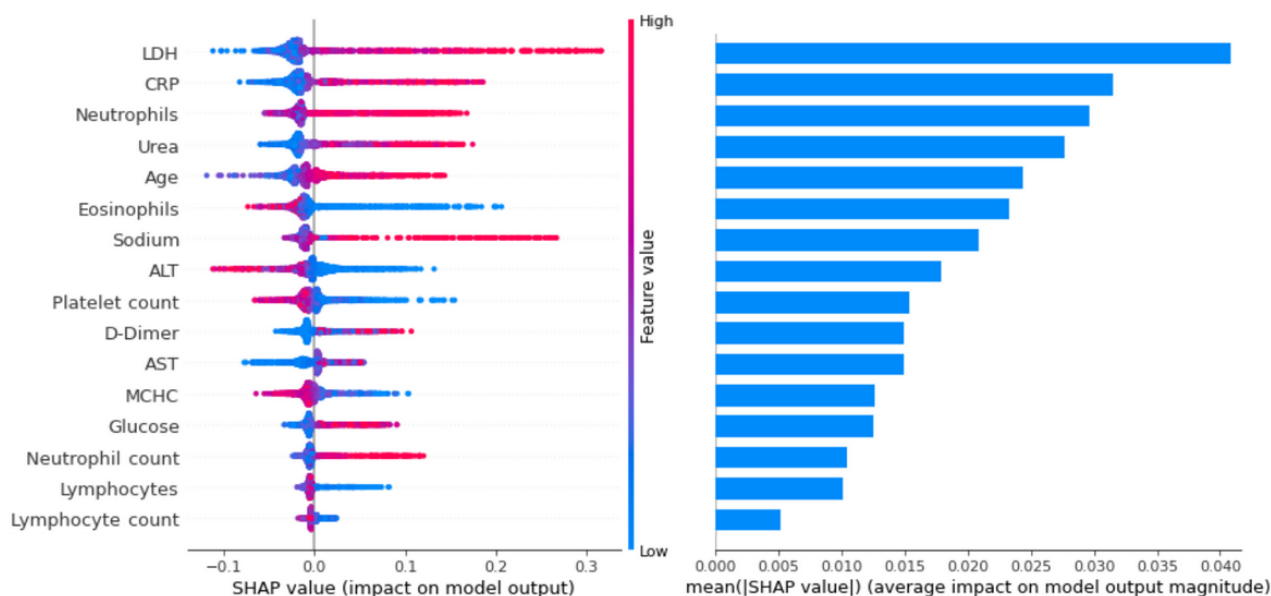 LDH
CRP
Neutrophils
Urea
Age
Eosinophils
Sodium
ALT
Platelet count
D-Dimer
AST
MCHC
Glucose
Neutrophil count
Lymphocytes
Lymphocyte count
−0.1 0.0 0.1 0.2 0.3
SHAP value (impact on model output)
High
Feature value
Low
0.000 0.005 0.010 0.015 0.020 0.025 0.030 0.035 0.040
mean(|SHAP value|) (average impact on model output magnitude)